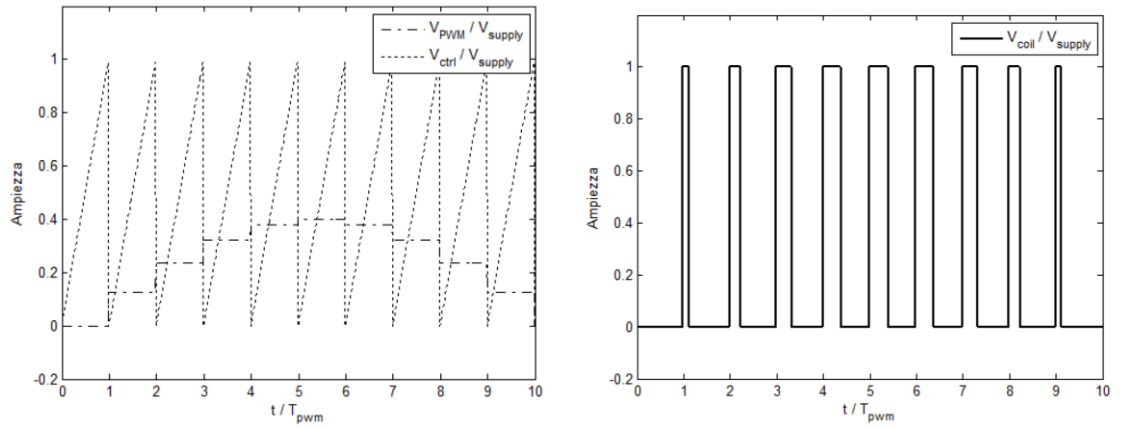 V_PWM / V_supply
V_ctrl / V_supply
1
0.8
0.6
0.4
0.2
0
-0.2
Ampiezza
0 1 2 3 4 5 6 7 8 9 10
t / T_pwm
V_coil / V_supply
1
0.8
0.6
0.4
0.2
0
-0.2
Ampiezza
0 1 2 3 4 5 6 7 8 9 10
t / T_pwm